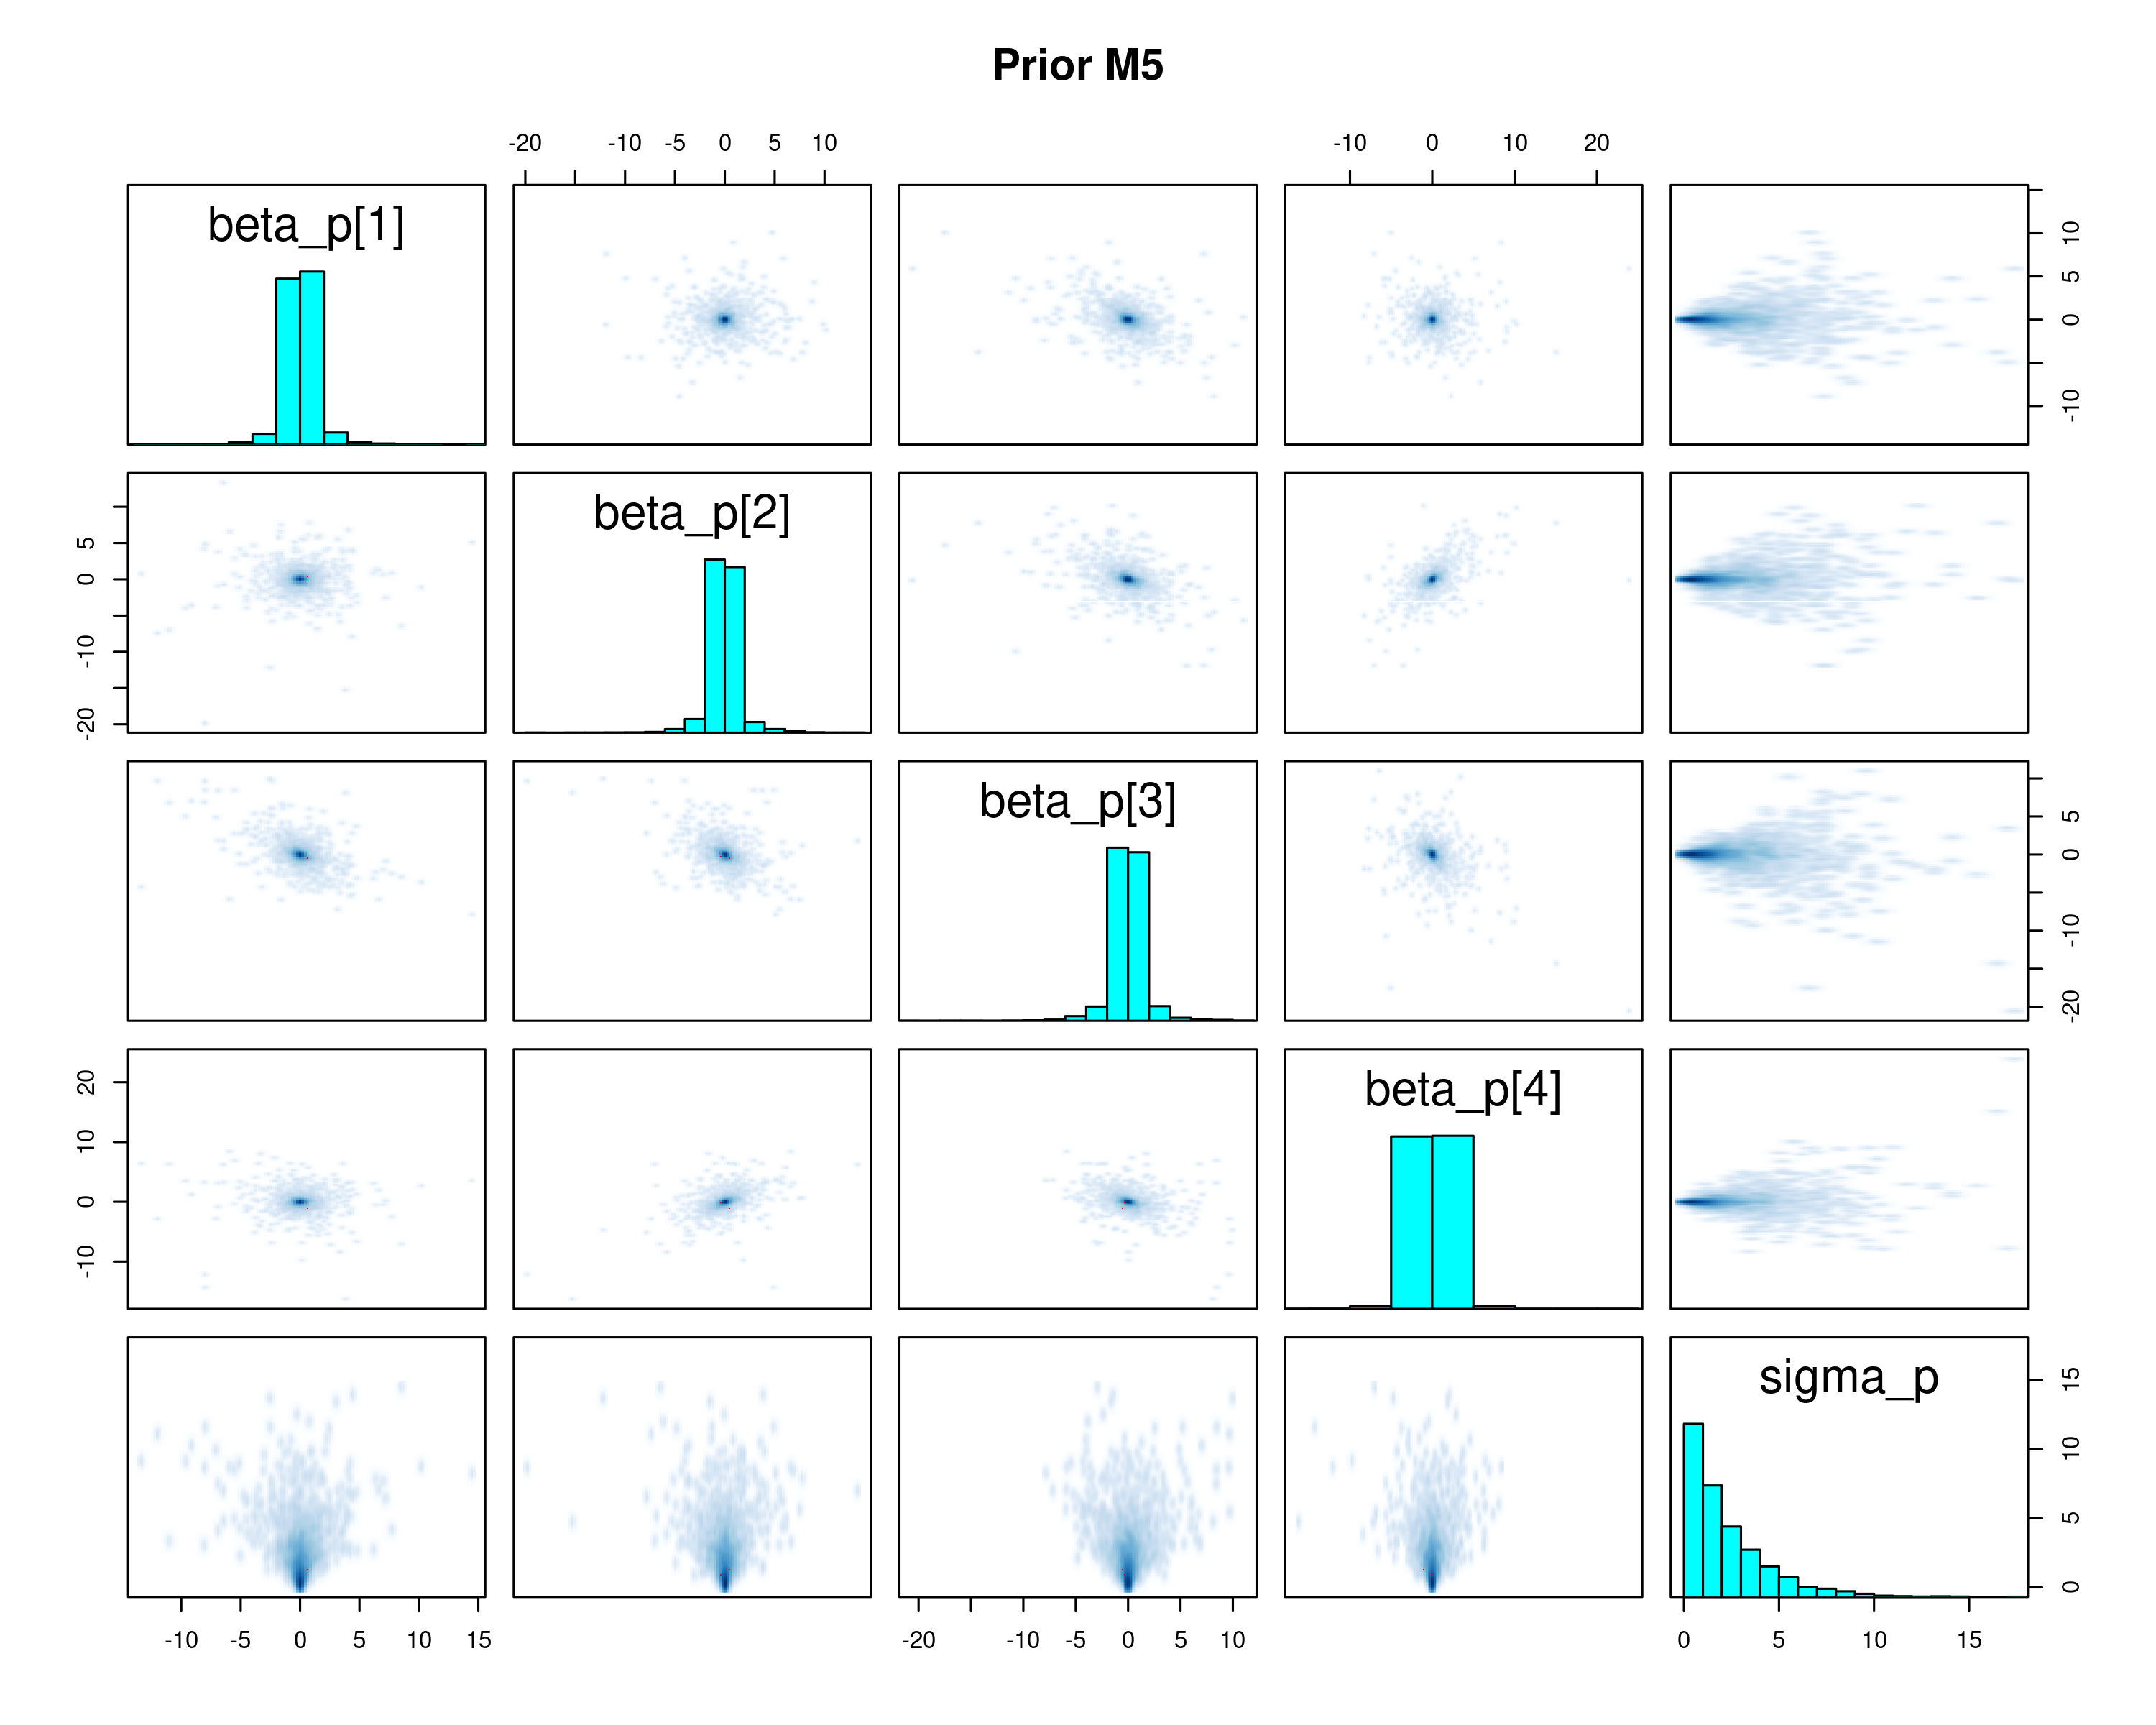 Prior M5
-20 -10 -5 0 5 10
-10 0 10 20
beta_p[1]
-10 0 5 10
beta_p[2]
-20 -10 0 5
beta_p[3]
-20 -10 0 5
beta_p[4]
-10 0 10 20
sigma_p
0 5 10 15
-10 -5 0 5 10 15
-20 -10 -5 0 5 10
0 5 10 15